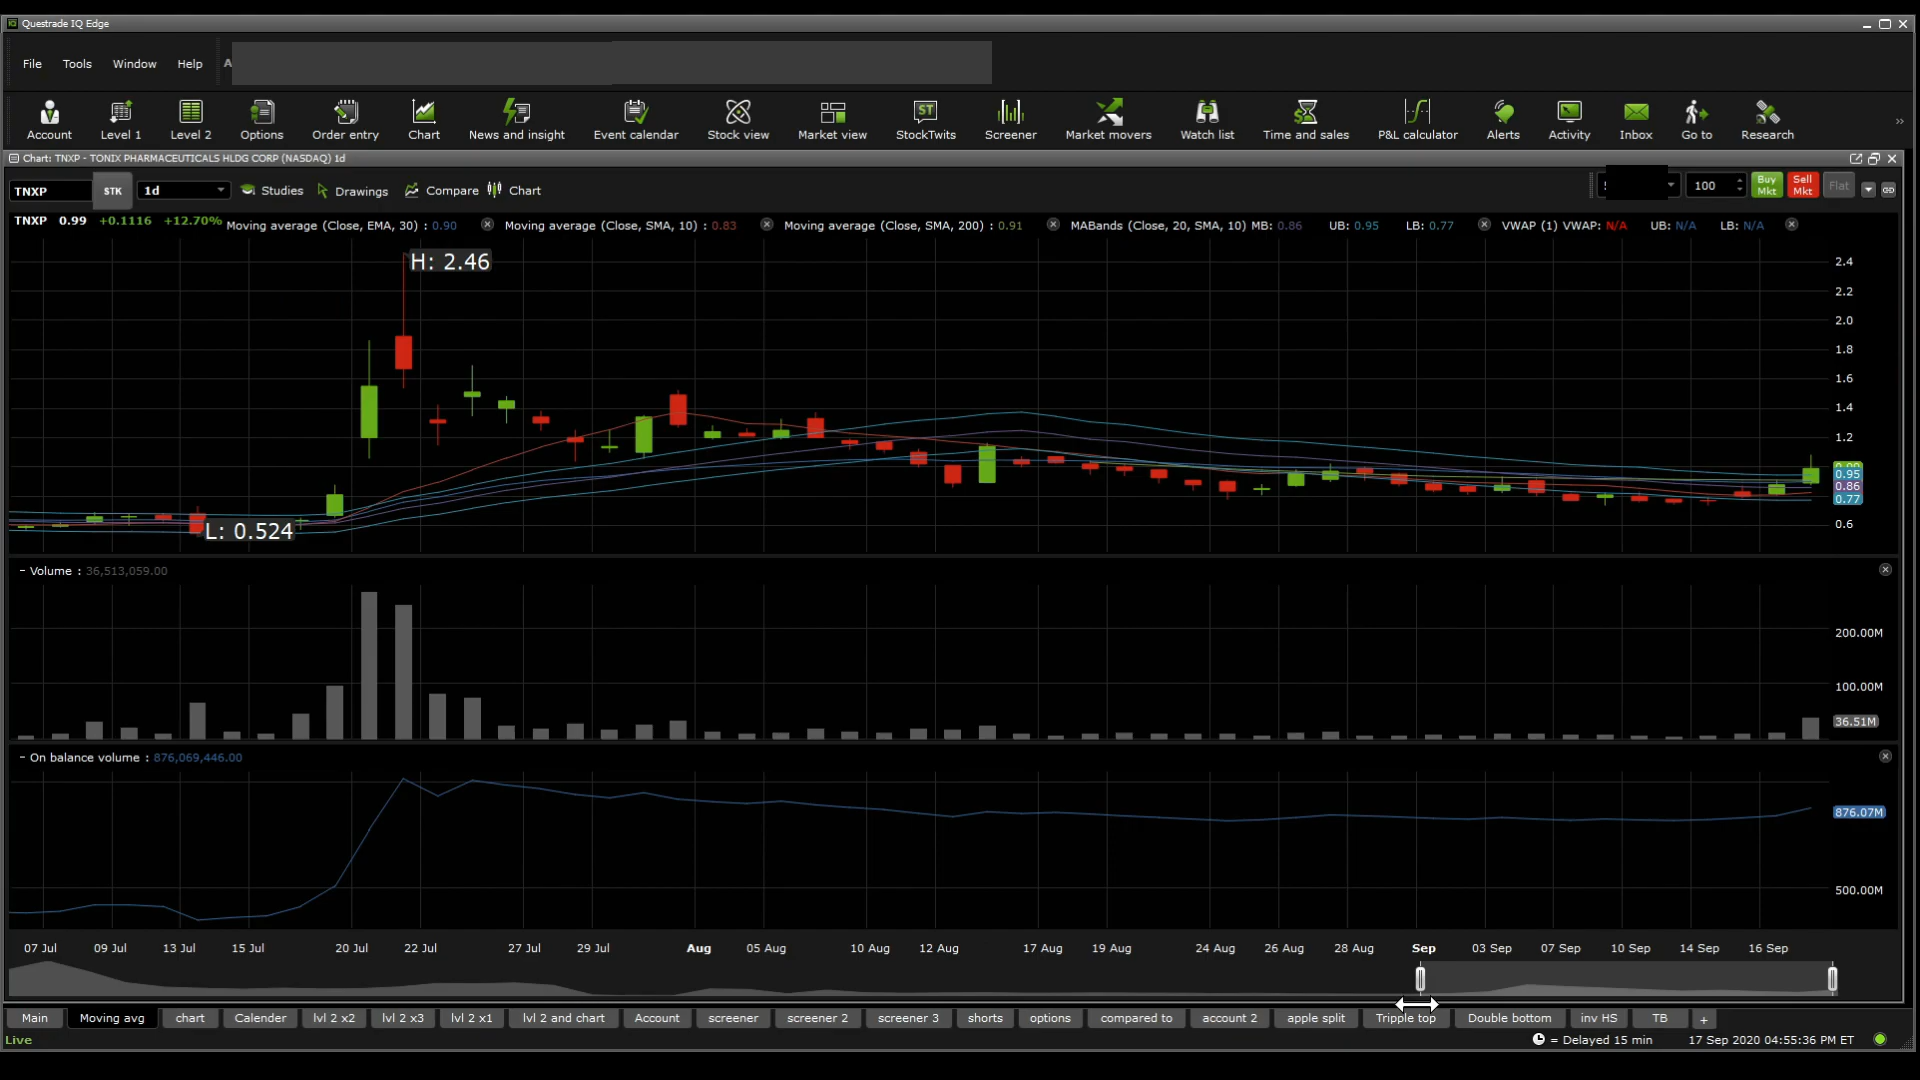 Questrade IQ Edge
File Tools Window Help A
Account Level 1 Level 2 Options Order entry Chart News and insight Event calendar Stock view Market view StockTwits Screener Market movers Watch list Time and sales P&L calculator Alerts Activity Inbox Go to Research
Chart: TNXP - TONIX PHARMACEUTICALS HLDG CORP (NASDAQ) 1d
TNXP STK 1d Studies Drawings Compare Chart 100 Buy Mkt Sell Mkt Flat
TNXP 0.99 +0.1116 +12.70% Moving average (Close, EMA, 30) : 0.90 Moving average (Close, SMA, 10) : 0.83 Moving average (Close, SMA, 200) : 0.91 MABands (Close, 20, SMA, 10) MB: 0.86 UB: 0.95 LB: 0.77 VWAP (1) VWAP: N/A UB: N/A LB: N/A
H: 2.46
2.4
2.2
2.0
1.8
1.6
1.4
1.2
0.95
0.86
0.77
0.6
L: 0.524
- Volume : 36,513,059.00
200.00M
100.00M
36.51M
- On balance volume : 876,069,446.00
876.07M
500.00M
07 Jul 09 Jul 13 Jul 15 Jul 20 Jul 22 Jul 27 Jul 29 Jul Aug 05 Aug 10 Aug 12 Aug 17 Aug 19 Aug 24 Aug 26 Aug 28 Aug Sep 03 Sep 07 Sep 10 Sep 14 Sep 16 Sep
Main Moving avg chart Calender lvl 2 x2 lvl 2 x3 lvl 2 x1 lvl 2 and chart Account screener screener 2 screener 3 shorts options compared to account 2 apple split Tripple top Double bottom inv HS TB +
Live = Delayed 15 min 17 Sep 2020 04:55:36 PM ET